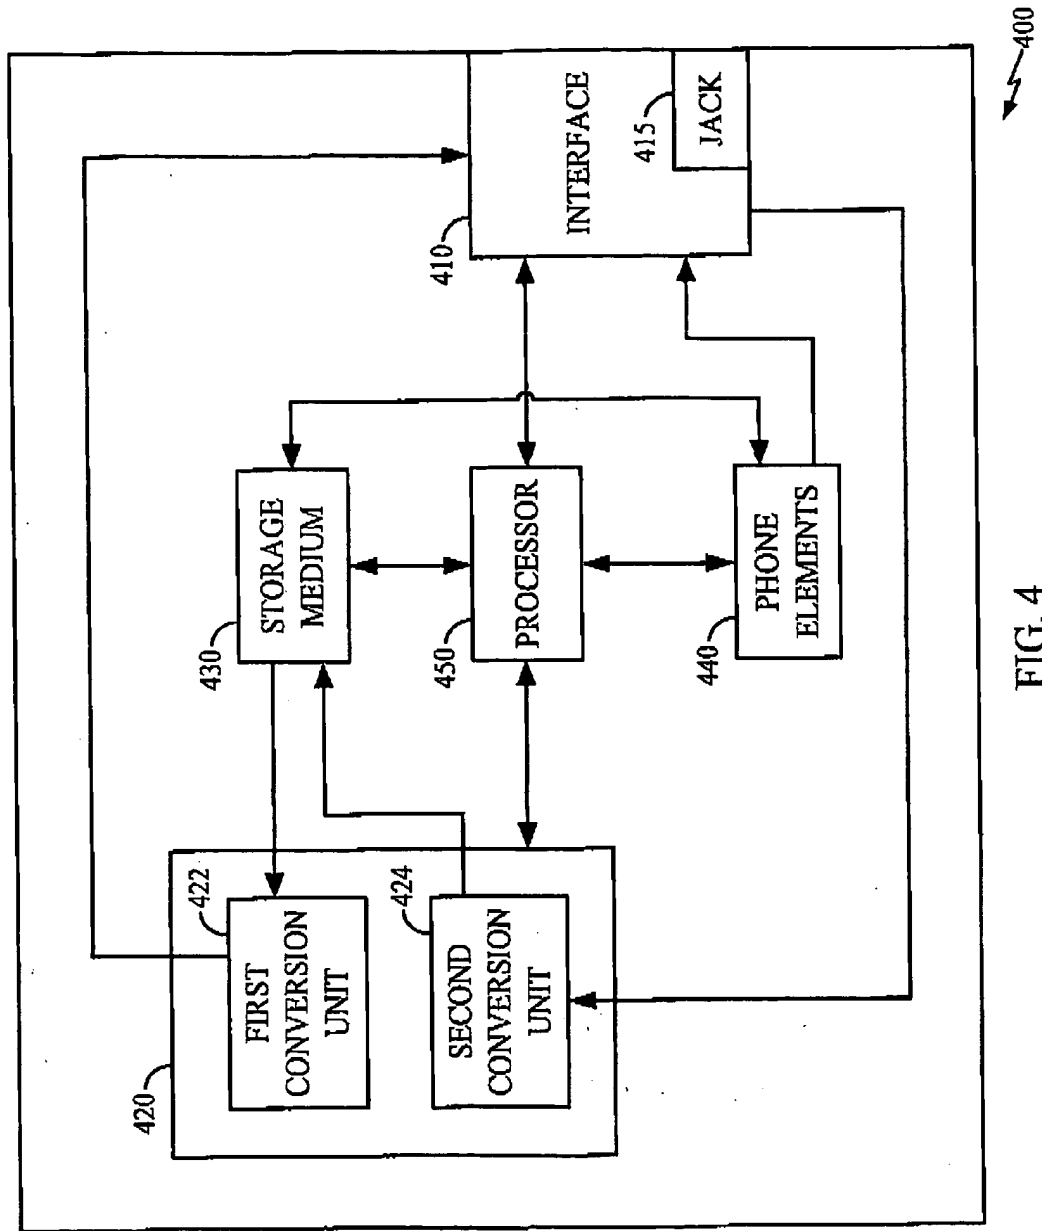 420
422
FIRST
CONVERSION
UNIT
424
SECOND
CONVERSION
UNIT
430
STORAGE
MEDIUM
450
PROCESSOR
440
PHONE
ELEMENTS
410
INTERFACE
415
JACK
400
FIG. 4